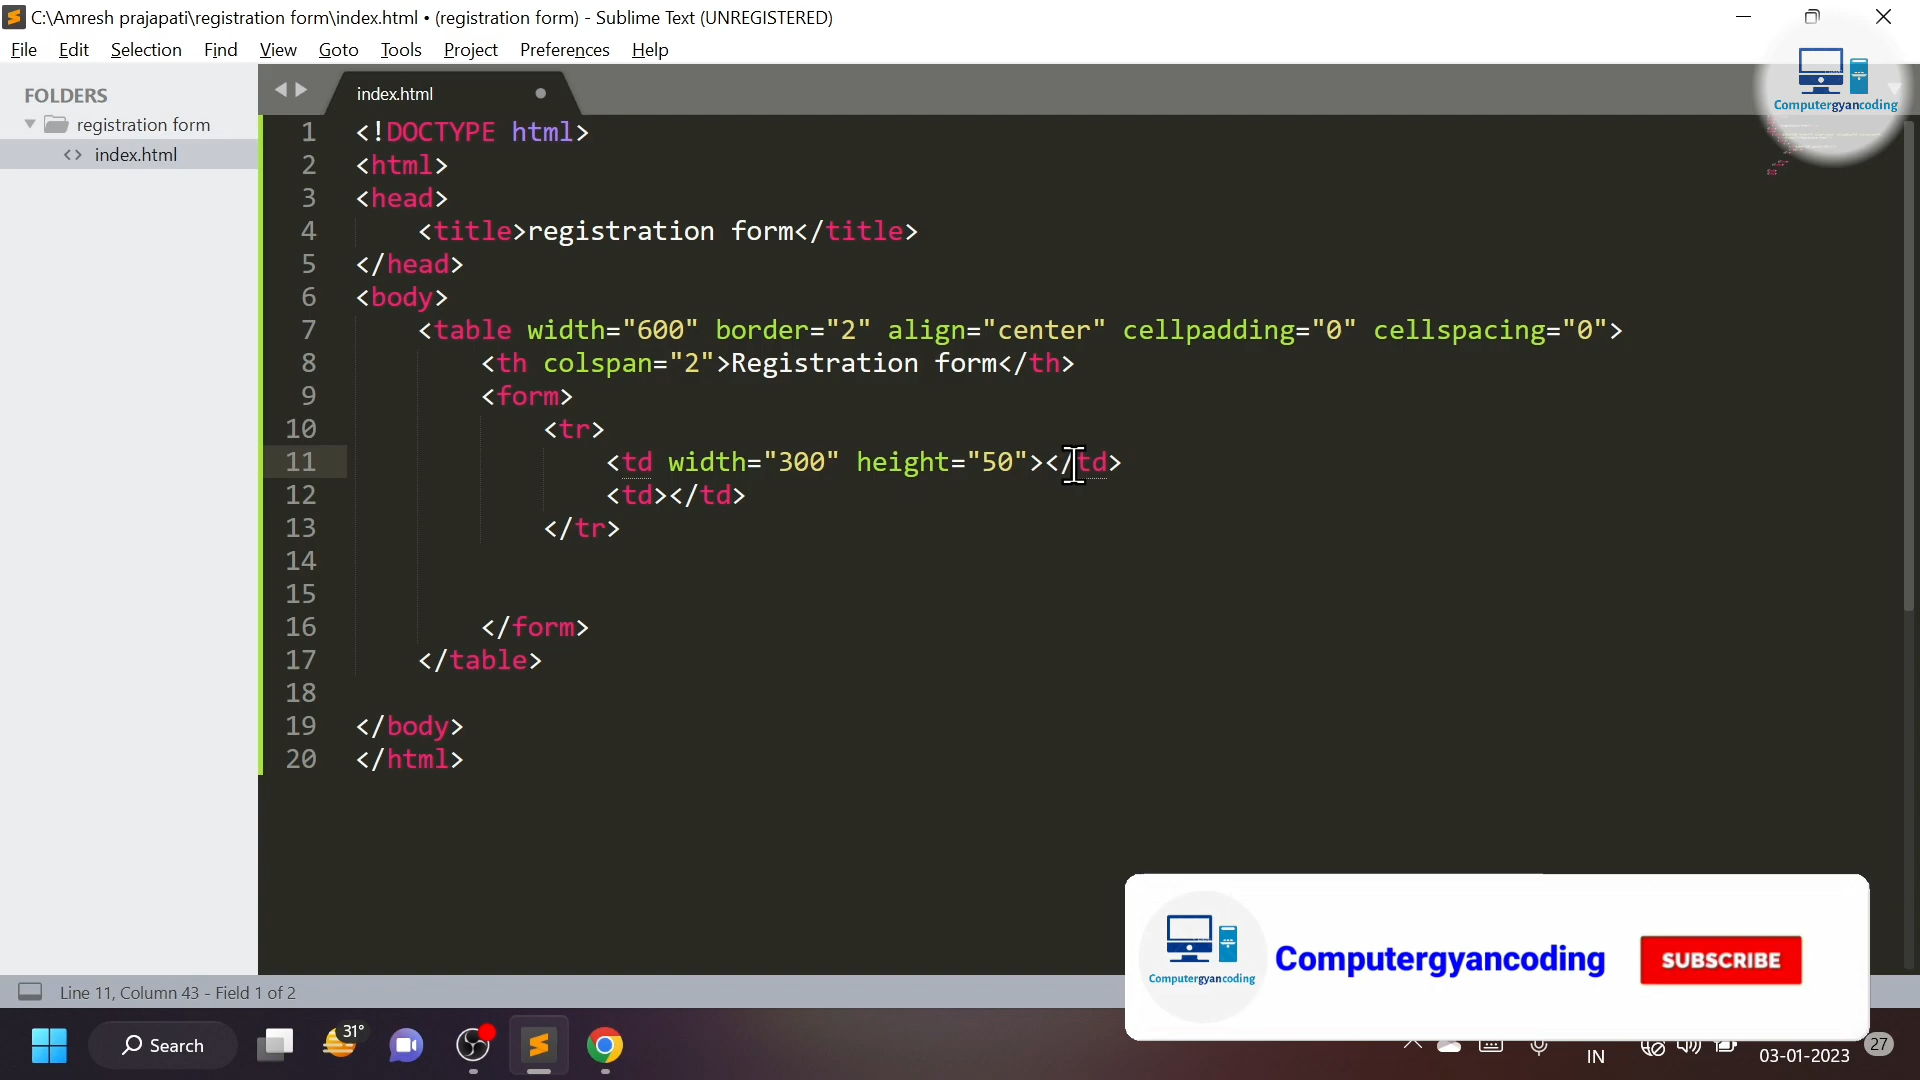 C:\Amresh prajapati\registration form\index.html • (registration form) - Sublime Text (UNREGISTERED)
File Edit Selection Find View Goto Tools Project Preferences Help
Computergyancoding
FOLDERS
registration form
<> index.html
index.html
1 <!DOCTYPE html>
2 <html>
3 <head>
4 <title>registration form</title>
5 </head>
6 <body>
7 <table width="600" border="2" align="center" cellpadding="0" cellspacing="0">
8 <th colspan="2">Registration form</th>
9 <form>
10 <tr>
11 <td width="300" height="50"></td>
12 <td></td>
13 </tr>
14
15
16 </form>
17 </table>
18
19 </body>
20 </html>
Computergyancoding
Computergyancoding
SUBSCRIBE
Line 11, Column 43 - Field 1 of 2
Search
31°
IN
03-01-2023
27